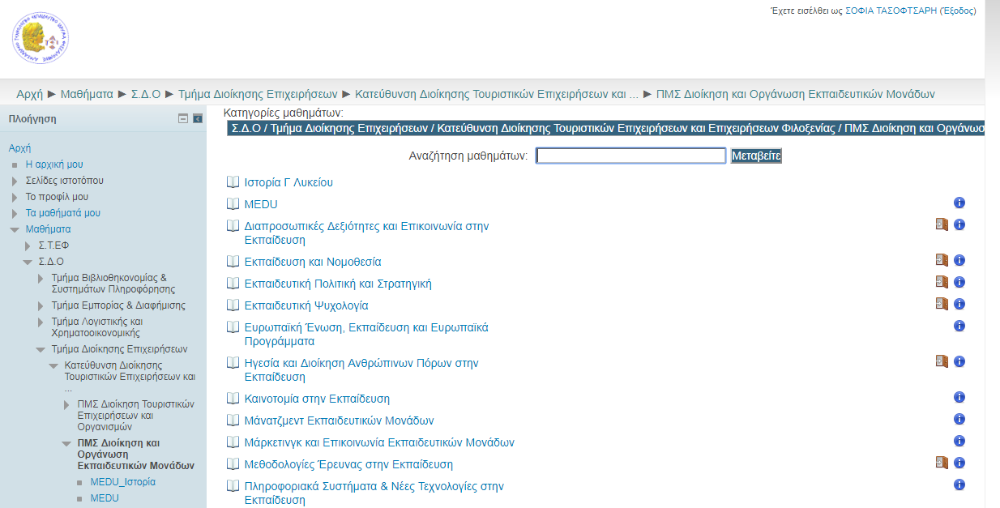 Έχετε εισέλθει ως ΣΟΦΙΑ ΤΑΣΟΦΤΣΑΡΗ (Έξοδος)
Αρχή ► Μαθήματα ► Σ.Δ.Ο ► Τμήμα Διοίκησης Επιχειρήσεων ► Κατεύθυνση Διοίκησης Τουριστικών Επιχειρήσεων και ... ► ΠΜΣ Διοίκηση και Οργάνωση Εκπαιδευτικών Μονάδων
Πλοήγηση
Αρχή
Η αρχική μου
Σελίδες ιστοτόπου
Το προφίλ μου
Τα μαθήματά μου
Μαθήματα
Σ.Τ.ΕΦ
Σ.Δ.Ο
Τμήμα Βιβλιοθηκονομίας &
Συστημάτων Πληροφόρησης
Τμήμα Εμπορίας & Διαφήμισης
Τμήμα Λογιστικής και
Χρηματοοικονομικής
Τμήμα Διοίκησης Επιχειρήσεων
Κατεύθυνση Διοίκησης
Τουριστικών Επιχειρήσεων και
...
ΠΜΣ Διοίκηση Τουριστικών
Επιχειρήσεων και
Οργανισμών
ΠΜΣ Διοίκηση και
Οργάνωση
Εκπαιδευτικών Μονάδων
MEDU_Ιστορία
MEDU
Κατηγορίες μαθημάτων:
Σ.Δ.Ο / Τμήμα Διοίκησης Επιχειρήσεων / Κατεύθυνση Διοίκησης Τουριστικών Επιχειρήσεων και Επιχειρήσεων Φιλοξενίας / ΠΜΣ Διοίκηση και Οργάνωσ
Αναζήτηση μαθημάτων: Μεταβείτε
Ιστορία Γ Λυκείου
MEDU
Διαπροσωπικές Δεξιότητες και Επικοινωνία στην
Εκπαίδευση
Εκπαίδευση και Νομοθεσία
Εκπαιδευτική Πολιτική και Στρατηγική
Εκπαιδευτική Ψυχολογία
Ευρωπαϊκή Ένωση, Εκπαίδευση και Ευρωπαϊκά
Προγράμματα
Ηγεσία και Διοίκηση Ανθρώπινων Πόρων στην
Εκπαίδευση
Καινοτομία στην Εκπαίδευση
Μάνατζμεντ Εκπαιδευτικών Μονάδων
Μάρκετινγκ και Επικοινωνία Εκπαιδευτικών Μονάδων
Μεθοδολογίες Έρευνας στην Εκπαίδευση
Πληροφοριακά Συστήματα & Νέες Τεχνολογίες στην
Εκπαίδευση